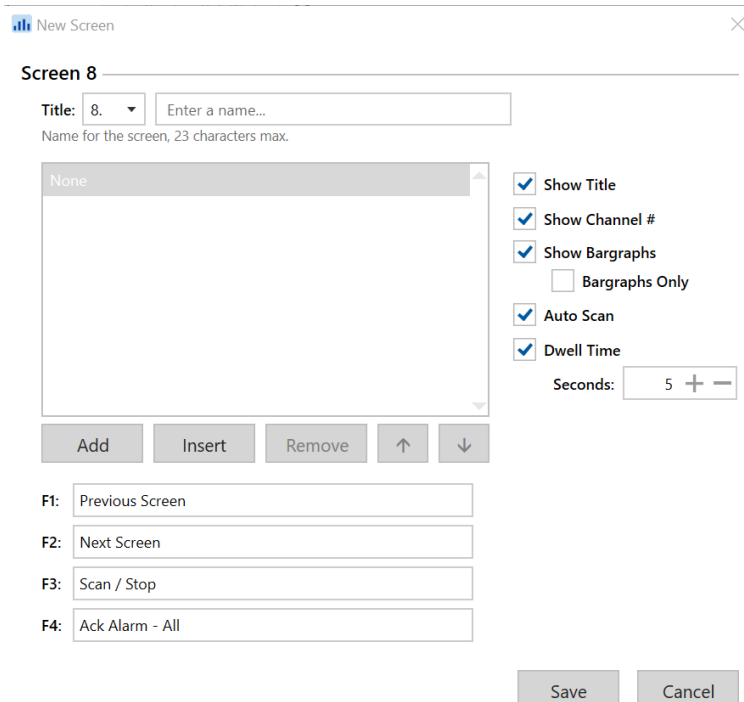 New Screen
Screen 8
Title: 8. Enter a name...
Name for the screen, 23 characters max.
None
Show Title
Show Channel #
Show Bargraphs
Bargraphs Only
Auto Scan
Dwell Time
Seconds: 5
Add Insert Remove
F1: Previous Screen
F2: Next Screen
F3: Scan / Stop
F4: Ack Alarm - All
Save Cancel